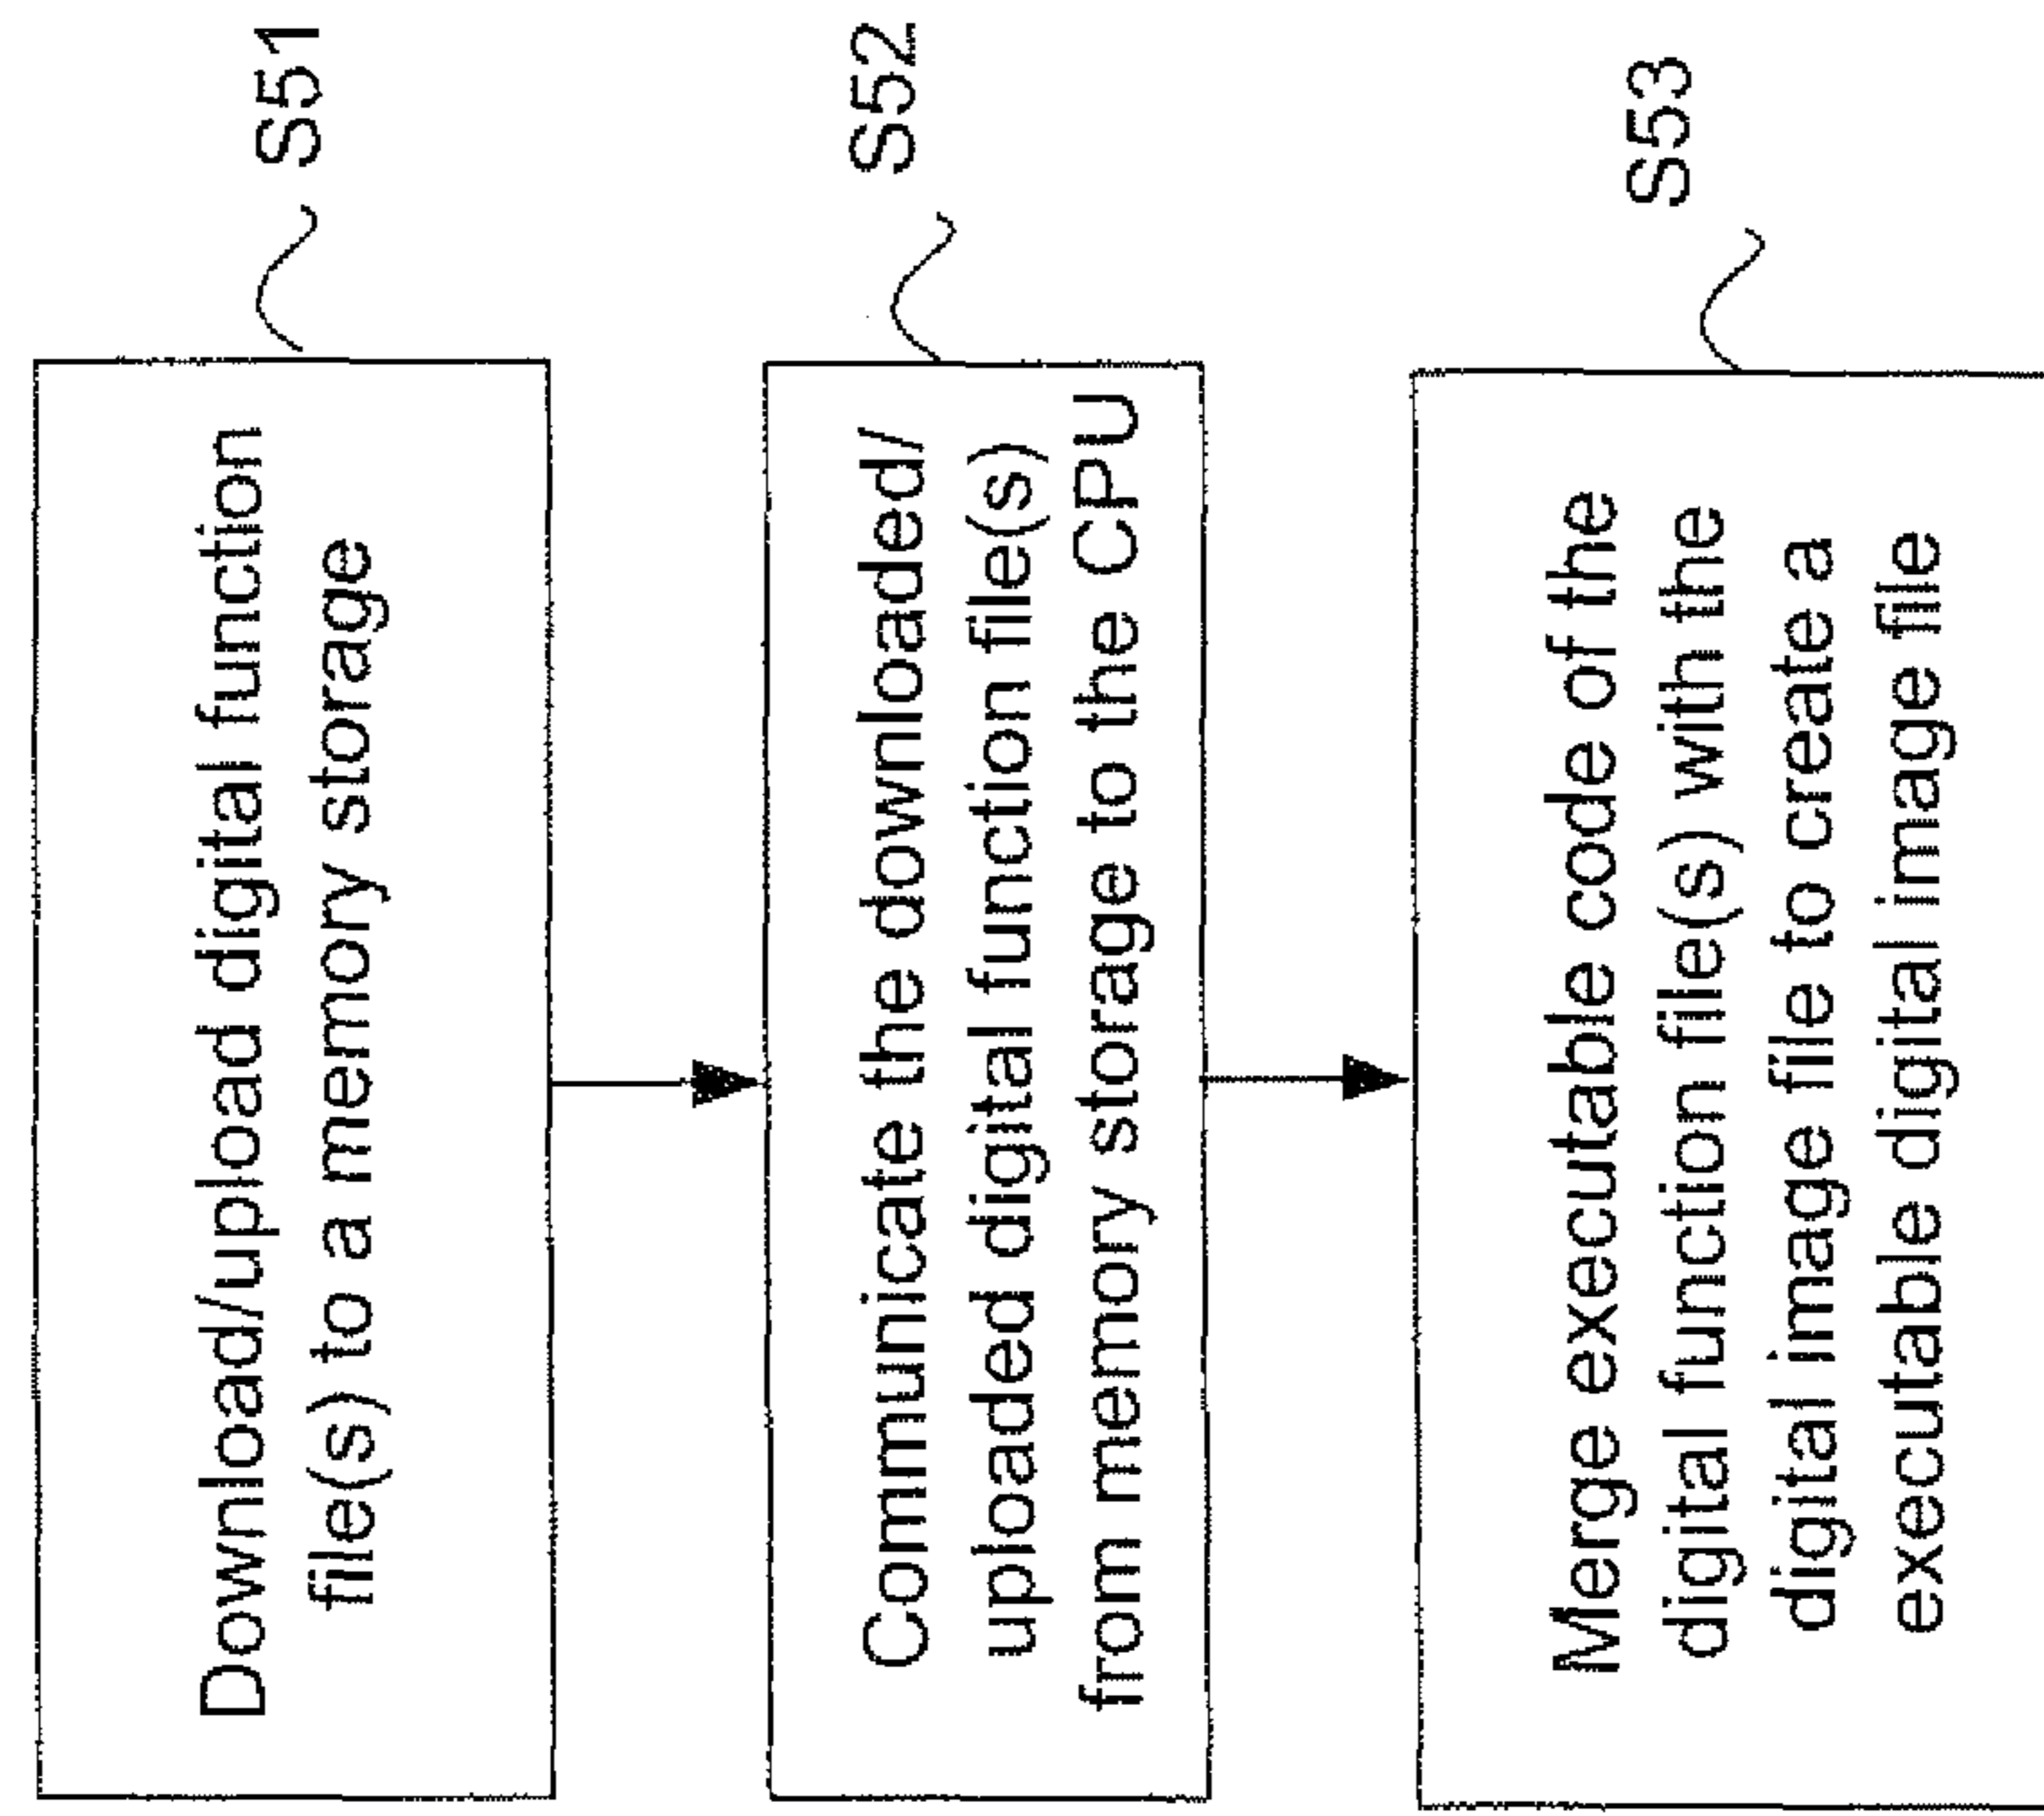 Download/upload digital function
file(s) to a memory storage
S51
Communicate the downloaded/
uploaded digital function file(s)
from memory storage to the CPU
S52
Merge executable code of the
digital function file(s) with the
digital image file to create a
executable digital image file
S53